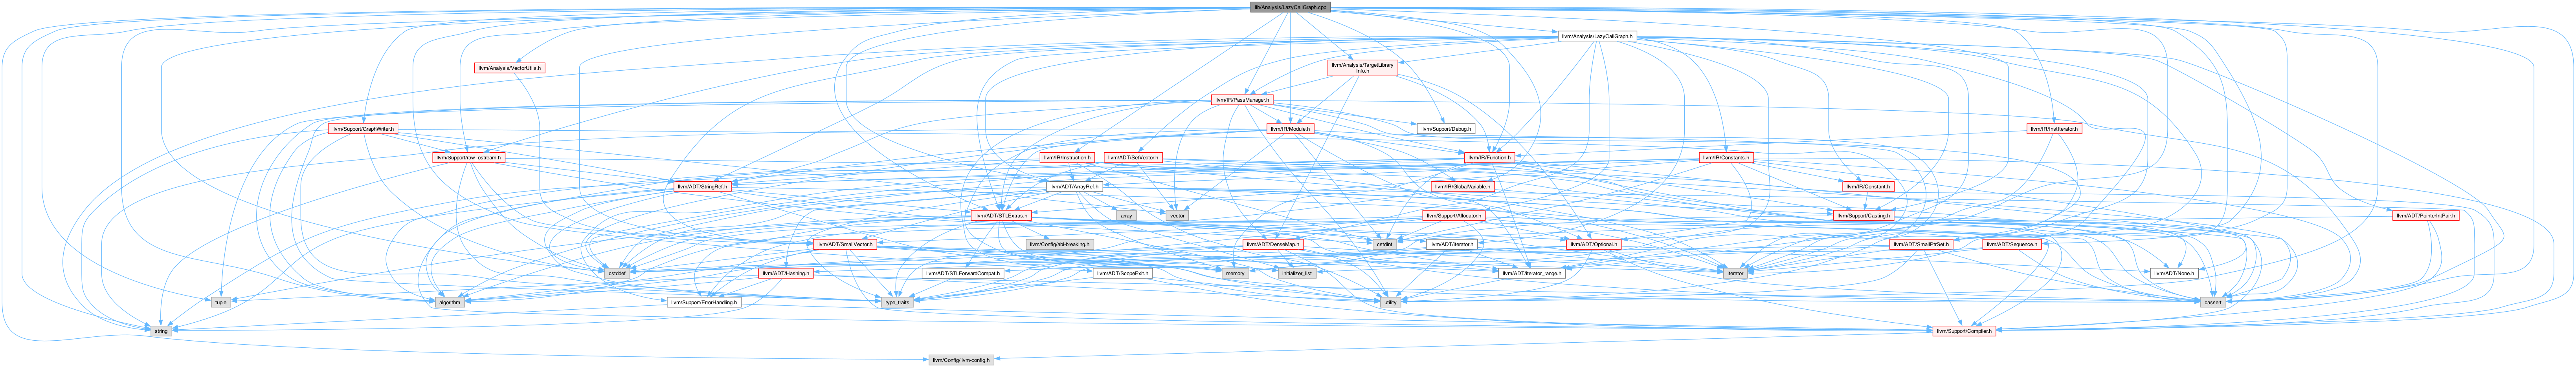 lib/Analysis/LazyCallGraph.cpp
llvm/Analysis/LazyCallGraph.h
llvm/Analysis/VectorUtils.h
llvm/Analysis/TargetLibrary
Info.h
llvm/IR/PassManager.h
llvm/Support/GraphWriter.h
llvm/IR/Module.h
llvm/Support/Debug.h
llvm/IR/InstIterator.h
llvm/Support/raw_ostream.h
llvm/IR/Instruction.h
llvm/ADT/SetVector.h
llvm/IR/Function.h
llvm/IR/Constants.h
llvm/ADT/StringRef.h
llvm/ADT/ArrayRef.h
llvm/IR/GlobalVariable.h
llvm/IR/Constant.h
array
vector
llvm/ADT/STLExtras.h
llvm/Support/Allocator.h
llvm/Support/Casting.h
llvm/ADT/PointerIntPair.h
llvm/ADT/SmallVector.h
llvm/Config/abi-breaking.h
llvm/ADT/DenseMap.h
cstdint
llvm/ADT/iterator.h
llvm/ADT/Optional.h
llvm/ADT/SmallPtrSet.h
llvm/ADT/Sequence.h
cstddef
llvm/ADT/Hashing.h
llvm/ADT/STLForwardCompat.h
llvm/ADT/ScopeExit.h
memory
initializer_list
llvm/ADT/iterator_range.h
iterator
llvm/ADT/None.h
tuple
algorithm
llvm/Support/ErrorHandling.h
type_traits
utility
cassert
string
llvm/Support/Compiler.h
llvm/Config/llvm-config.h